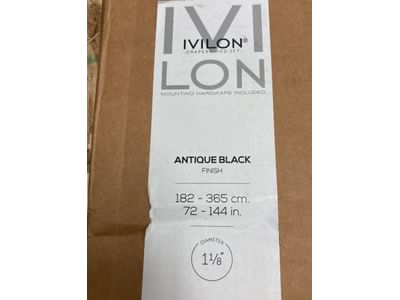 IVI
IVILON®
DRAPERY ROD SET
LON
MOUNTING HARDWARE INCLUDED
ANTIQUE BLACK
FINISH
182 - 365 cm.
72 - 144 in.
DIAMETER
1⅛"